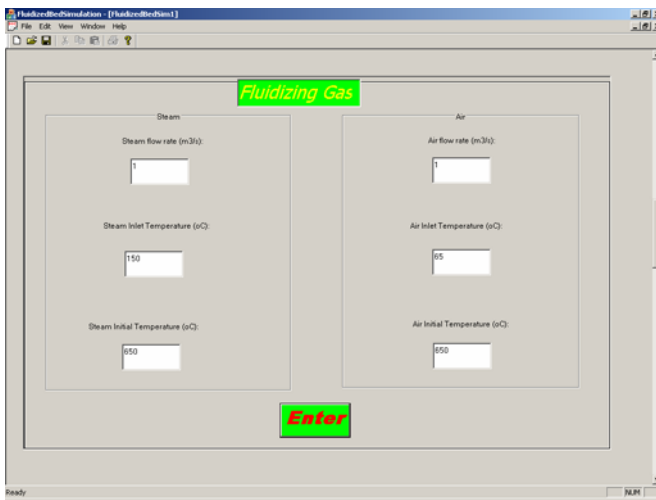 FluidizedBedSimulation - [FluidizedBedSim1]
File Edit View Window Help
Fluidizing Gas
Steam
Steam flow rate (m3/s):
1
Steam Inlet Temperature (oC):
150
Steam Initial Temperature (oC):
650
Air
Air flow rate (m3/s):
1
Air Inlet Temperature (oC):
65
Air Initial Temperature (oC):
650
Enter
Ready
NUM